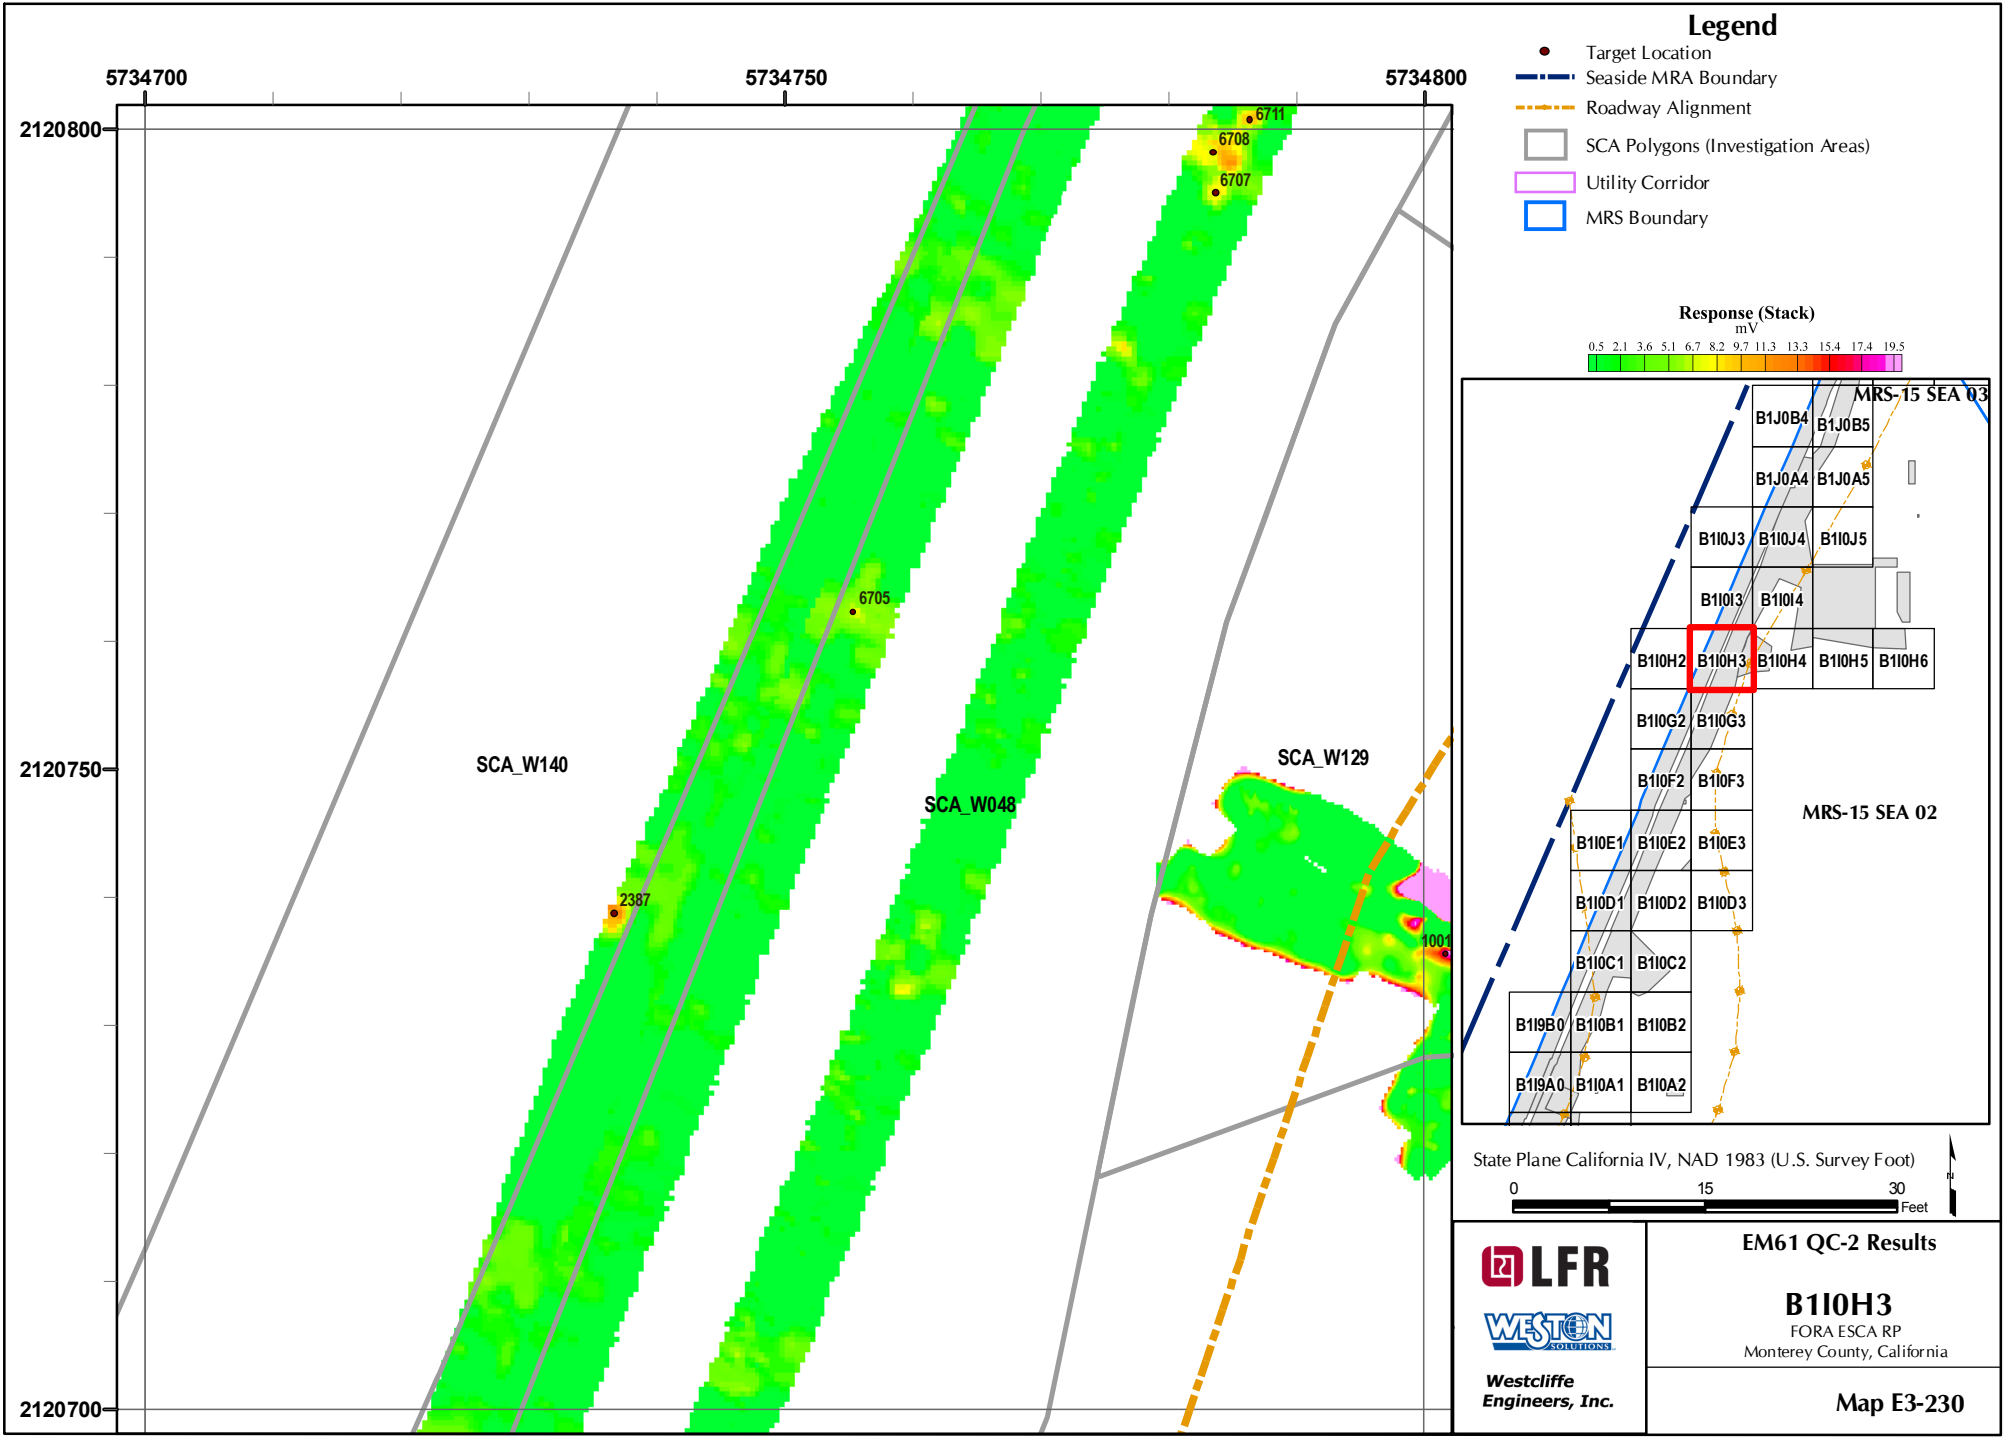 Legend
Target Location
Seaside MRA Boundary
Roadway Alignment
SCA Polygons (Investigation Areas)
Utility Corridor
MRS Boundary
5734700 5734750 5734800
2120800
2120750
2120700
6711
6708
6707
6705
2387
1001
SCA_W140
SCA_W048
SCA_W129
Response (Stack)
mV
0.5 2.1 3.6 5.1 6.7 8.2 9.7 11.3 13.3 15.4 17.4 19.5
MRS-15 SEA 03
B1J0B4 B1J0B5
B1J0A4 B1J0A5
B1I0J3 B1I0J4 B1I0J5
B1I0I3 B1I0I4
B1I0H2 B1I0H3 B1I0H4 B1I0H5 B1I0H6
B1I0G2 B1I0G3
B1I0F2 B1I0F3
MRS-15 SEA 02
B1I0E1 B1I0E2 B1I0E3
B1I0D1 B1I0D2 B1I0D3
B1I0C1 B1I0C2
B1I9B0 B1I0B1 B1I0B2
B1I9A0 B1I0A1 B1I0A2
State Plane California IV, NAD 1983 (U.S. Survey Foot)
0 15 30
Feet
N
LFR
WESTON
SOLUTIONS
Westcliffe
Engineers, Inc.
EM61 QC-2 Results
B1I0H3
FORA ESCA RP
Monterey County, California
Map E3-230